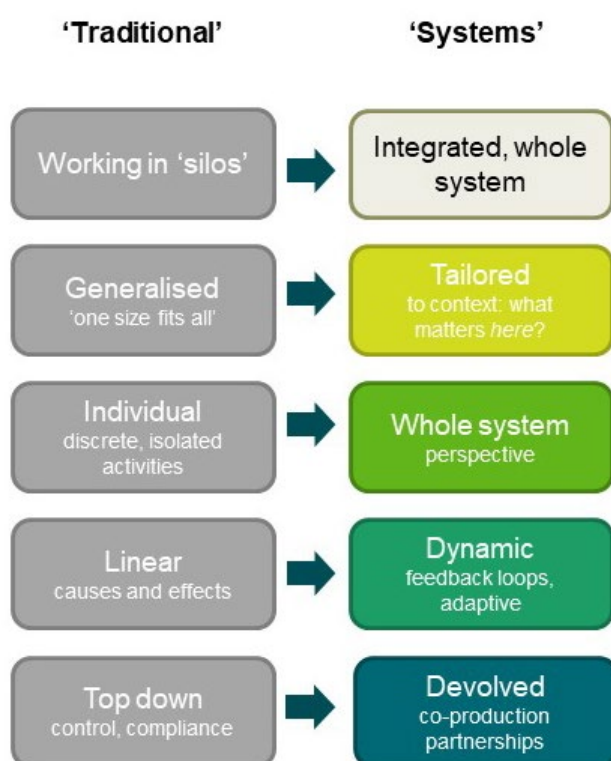 ‘Traditional’
‘Systems’
Working in ‘silos’
Integrated, whole
system
Generalised
‘one size fits all’
Tailored
to context: what
matters here?
Individual
discrete, isolated
activities
Whole system
perspective
Linear
causes and effects
Dynamic
feedback loops,
adaptive
Top down
control, compliance
Devolved
co-production
partnerships